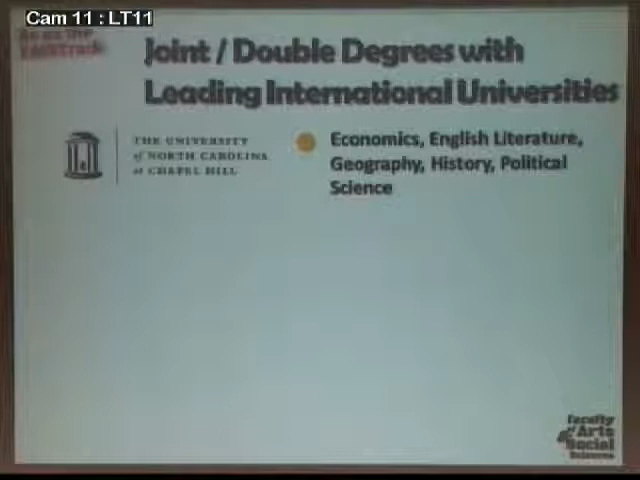 Cam 11 : LT11
Joint / Double Degrees with
Leading International Universities
THE UNIVERSITY
of NORTH CAROLINA
at CHAPEL HILL
Economics, English Literature,
Geography, History, Political
Science
Faculty
of Arts
& Social
Sciences